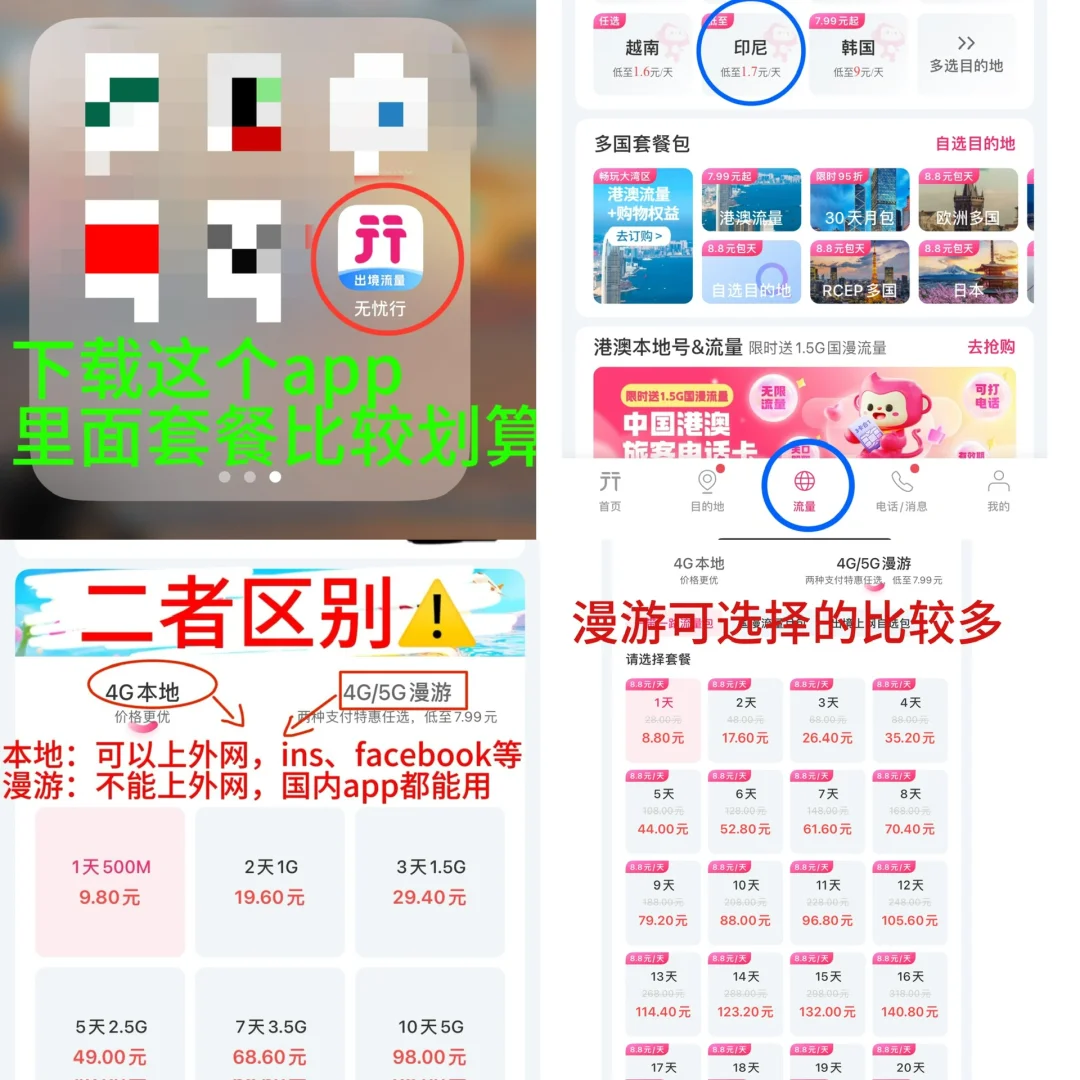 出境流量
无忧行
下载这个app
里面套餐比较划算
任选
低至
7.99元起
越南
印尼
韩国
多选目的地
低至1.6元/天
低至1.7元/天
低至9元/天
多国套餐包
自选目的地
畅玩大湾区
7.99元起
限时95折
8.8元包天
港澳流量
+购物权益
去订购 >
港澳流量
30天月包
欧洲多国
8.8元包天
8.8元包天
8.8元包天
自选目的地
RCEP多国
日本
港澳本地号&流量 限时送1.5G国漫流量
去抢购
限时送1.5G国漫流量
无限
流量
可打
电话
中国港澳
旅客电话卡
首页
目的地
流量
电话/消息
我的
二者区别
4G本地
4G/5G漫游
价格更优
两种支付特惠任选，低至7.99元
本地：可以上外网，ins、facebook等
漫游：不能上外网，国内app都能用
1天500M
2天1G
3天1.5G
9.80元
19.60元
29.40元
5天2.5G
7天3.5G
10天5G
49.00元
68.60元
98.00元
4G本地
4G/5G漫游
价格更优
两种支付特惠任选，低至7.99元
漫游可选择的比较多
请选择套餐
8.8元/天
8.8元/天
8.8元/天
8.8元/天
1天
2天
3天
4天
28.00元
48.00元
68.00元
88.00元
8.80元
17.60元
26.40元
35.20元
8.8元/天
8.8元/天
8.8元/天
8.8元/天
5天
6天
7天
8天
108.00元
128.00元
148.00元
168.00元
44.00元
52.80元
61.60元
70.40元
8.8元/天
8.8元/天
8.8元/天
8.8元/天
9天
10天
11天
12天
188.00元
208.00元
228.00元
248.00元
79.20元
88.00元
96.80元
105.60元
8.8元/天
8.8元/天
8.8元/天
8.8元/天
13天
14天
15天
16天
268.00元
288.00元
298.00元
318.00元
114.40元
123.20元
132.00元
140.80元
8.8元/天
8.8元/天
8.8元/天
8.8元/天
17天
18天
19天
20天